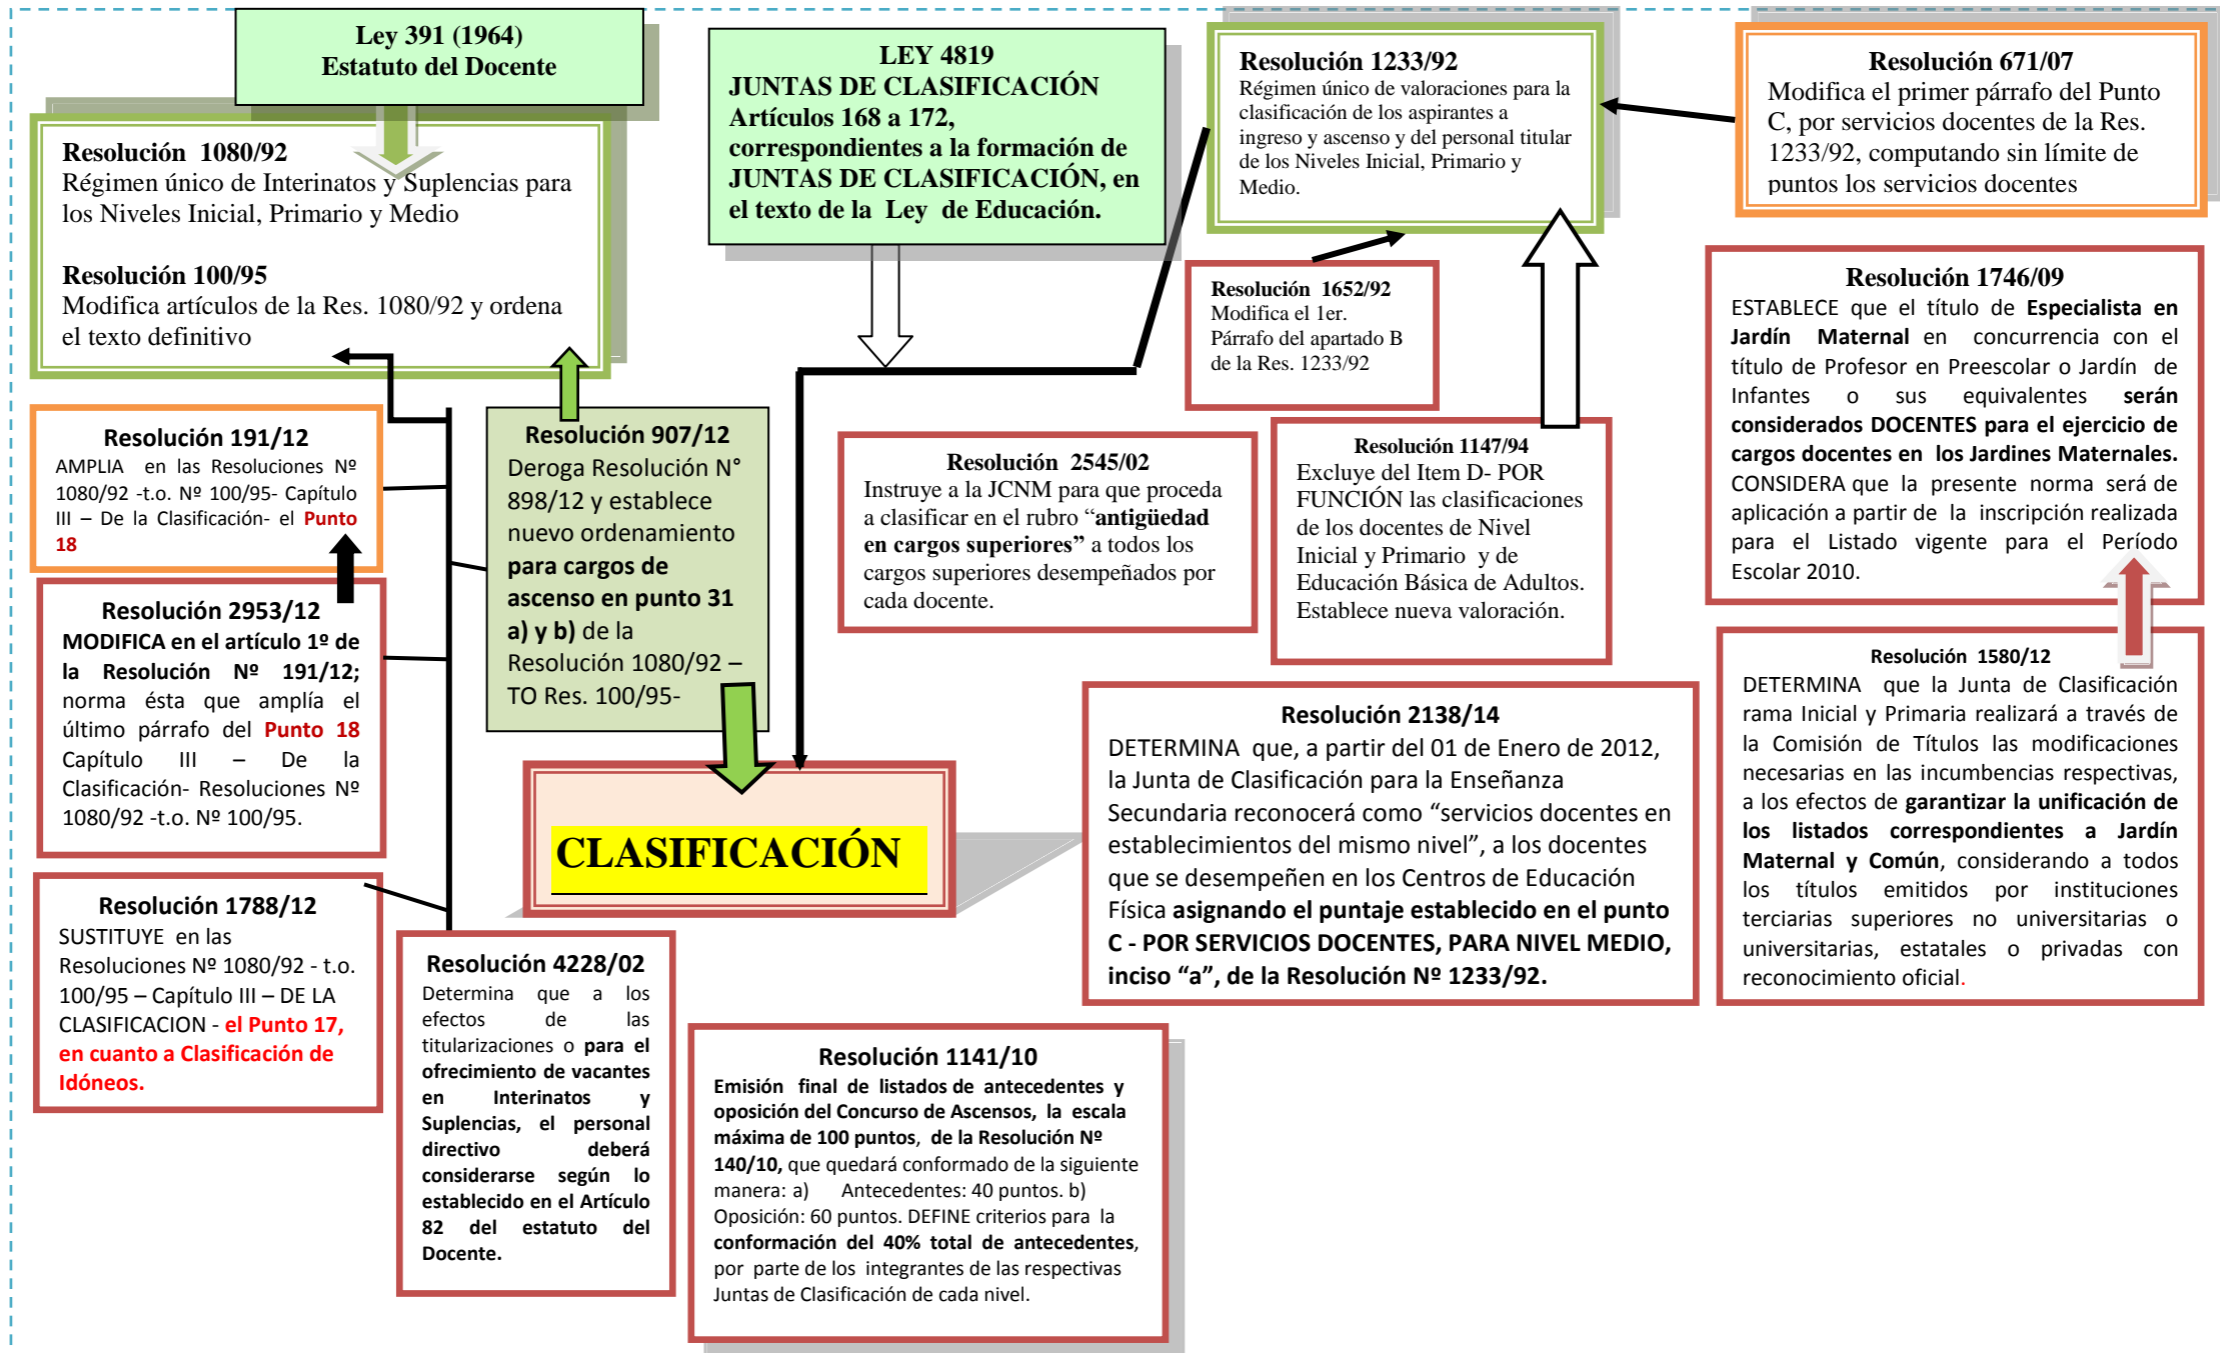 Ley 391 (1964)
Estatuto del Docente
LEY 4819
JUNTAS DE CLASIFICACIÓN
Artículos 168 a 172,
correspondientes a la formación de
JUNTAS DE CLASIFICACIÓN, en
el texto de la Ley de Educación.
Resolución 1233/92
Régimen único de valoraciones para la
clasificación de los aspirantes a
ingreso y ascenso y del personal titular
de los Niveles Inicial, Primario y
Medio.
Resolución 671/07
Modifica el primer párrafo del Punto
C, por servicios docentes de la Res.
1233/92, computando sin límite de
puntos los servicios docentes
Resolución 1080/92
Régimen único de Interinatos y Suplencias para
los Niveles Inicial, Primario y Medio
Resolución 100/95
Modifica artículos de la Res. 1080/92 y ordena
el texto definitivo
Resolución 1652/92
Modifica el 1er.
Párrafo del apartado B
de la Res. 1233/92
Resolución 1746/09
ESTABLECE que el título de Especialista en
Jardín Maternal en concurrencia con el
título de Profesor en Preescolar o Jardín de
Infantes o sus equivalentes serán
considerados DOCENTES para el ejercicio de
cargos docentes en los Jardines Maternales.
CONSIDERA que la presente norma será de
aplicación a partir de la inscripción realizada
para el Listado vigente para el Período
Escolar 2010.
Resolución 191/12
AMPLIA en las Resoluciones Nº
1080/92 -t.o. Nº 100/95- Capítulo
III – De la Clasificación- el Punto
18
Resolución 907/12
Deroga Resolución N°
898/12 y establece
nuevo ordenamiento
para cargos de
ascenso en punto 31
a) y b) de la
Resolución 1080/92 –
TO Res. 100/95-
Resolución 2545/02
Instruye a la JCNM para que proceda
a clasificar en el rubro “antigüedad
en cargos superiores” a todos los
cargos superiores desempeñados por
cada docente.
Resolución 1147/94
Excluye del Item D- POR
FUNCIÓN las clasificaciones
de los docentes de Nivel
Inicial y Primario y de
Educación Básica de Adultos.
Establece nueva valoración.
Resolución 2953/12
MODIFICA en el artículo 1º de
la Resolución Nº 191/12;
norma ésta que amplía el
último párrafo del Punto 18
Capítulo III – De la
Clasificación- Resoluciones Nº
1080/92 -t.o. Nº 100/95.
Resolución 1580/12
DETERMINA que la Junta de Clasificación
rama Inicial y Primaria realizará a través de
la Comisión de Títulos las modificaciones
necesarias en las incumbencias respectivas,
a los efectos de garantizar la unificación de
los listados correspondientes a Jardín
Maternal y Común, considerando a todos
los títulos emitidos por instituciones
terciarias superiores no universitarias o
universitarias, estatales o privadas con
reconocimiento oficial.
Resolución 2138/14
DETERMINA que, a partir del 01 de Enero de 2012,
la Junta de Clasificación para la Enseñanza
Secundaria reconocerá como “servicios docentes en
establecimientos del mismo nivel”, a los docentes
que se desempeñen en los Centros de Educación
Física asignando el puntaje establecido en el punto
C - POR SERVICIOS DOCENTES, PARA NIVEL MEDIO,
inciso “a”, de la Resolución Nº 1233/92.
CLASIFICACIÓN
Resolución 1788/12
SUSTITUYE en las
Resoluciones Nº 1080/92 - t.o.
100/95 – Capítulo III – DE LA
CLASIFICACION - el Punto 17,
en cuanto a Clasificación de
Idóneos.
Resolución 4228/02
Determina que a los
efectos de las
titularizaciones o para el
ofrecimiento de vacantes
en Interinatos y
Suplencias, el personal
directivo deberá
considerarse según lo
establecido en el Artículo
82 del estatuto del
Docente.
Resolución 1141/10
Emisión final de listados de antecedentes y
oposición del Concurso de Ascensos, la escala
máxima de 100 puntos, de la Resolución Nº
140/10, que quedará conformado de la siguiente
manera: a) Antecedentes: 40 puntos. b)
Oposición: 60 puntos. DEFINE criterios para la
conformación del 40% total de antecedentes,
por parte de los integrantes de las respectivas
Juntas de Clasificación de cada nivel.